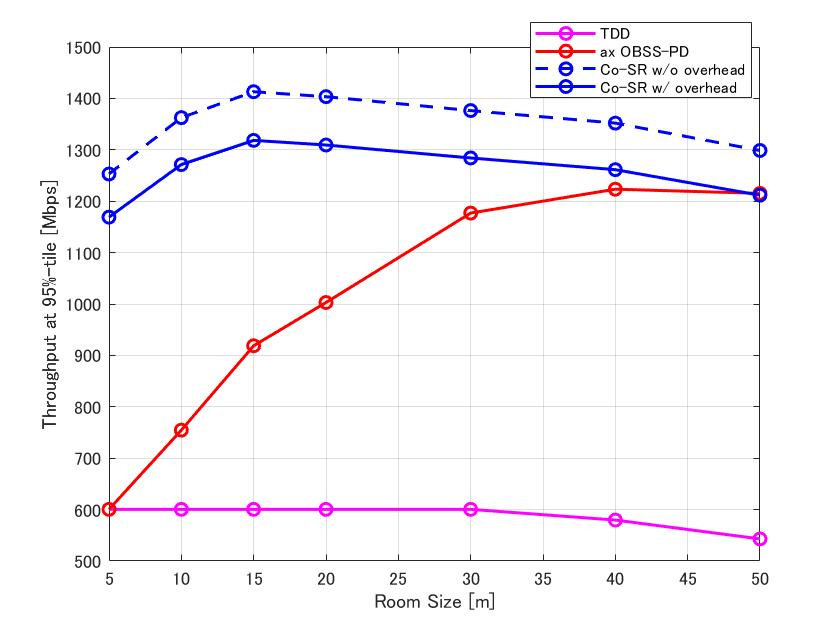 TDD
ax OBSS-PD
Co-SR w/o overhead
Co-SR w/ overhead
1500
1400
1300
1200
1100
1000
900
800
700
600
500
Throughput at 95%-tile [Mbps]
5 10 15 20 25 30 35 40 45 50
Room Size [m]